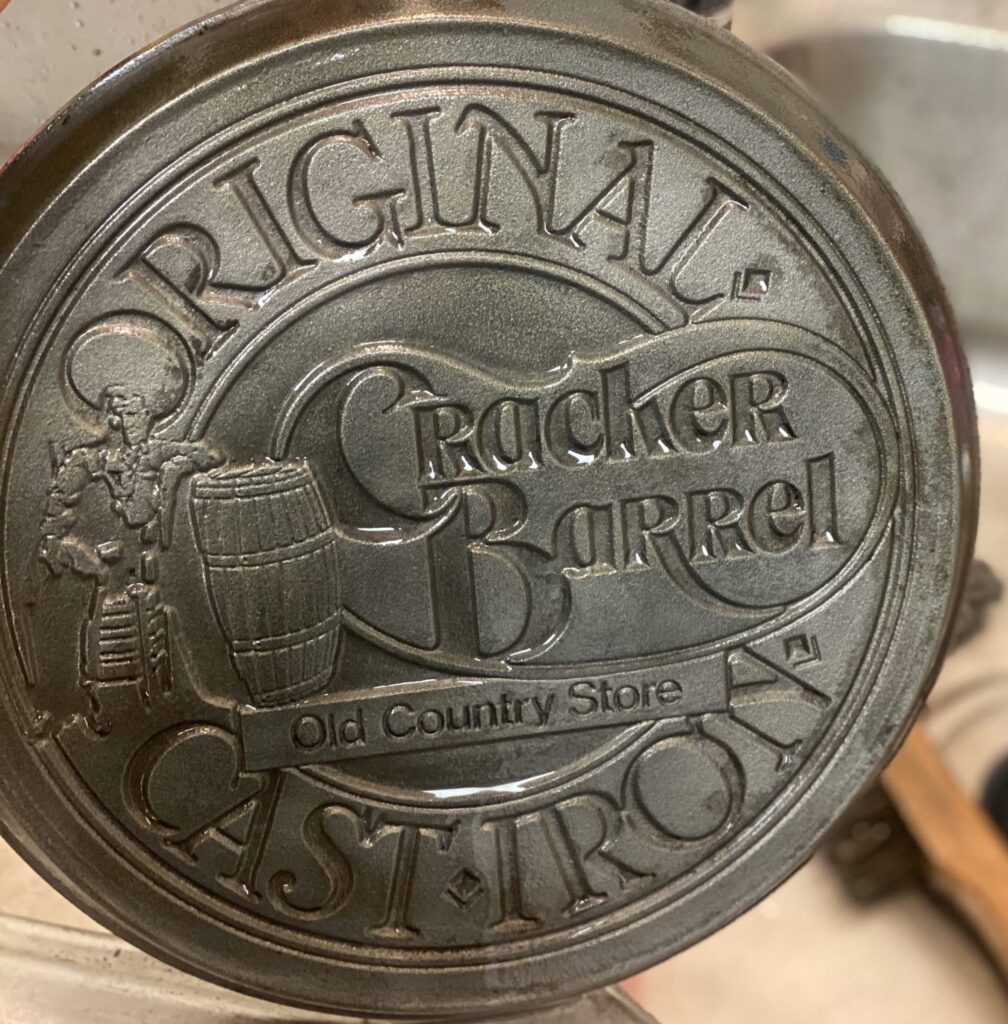 ORIGINAL
Cracker
Barrel
Old Country Store
CAST IRON